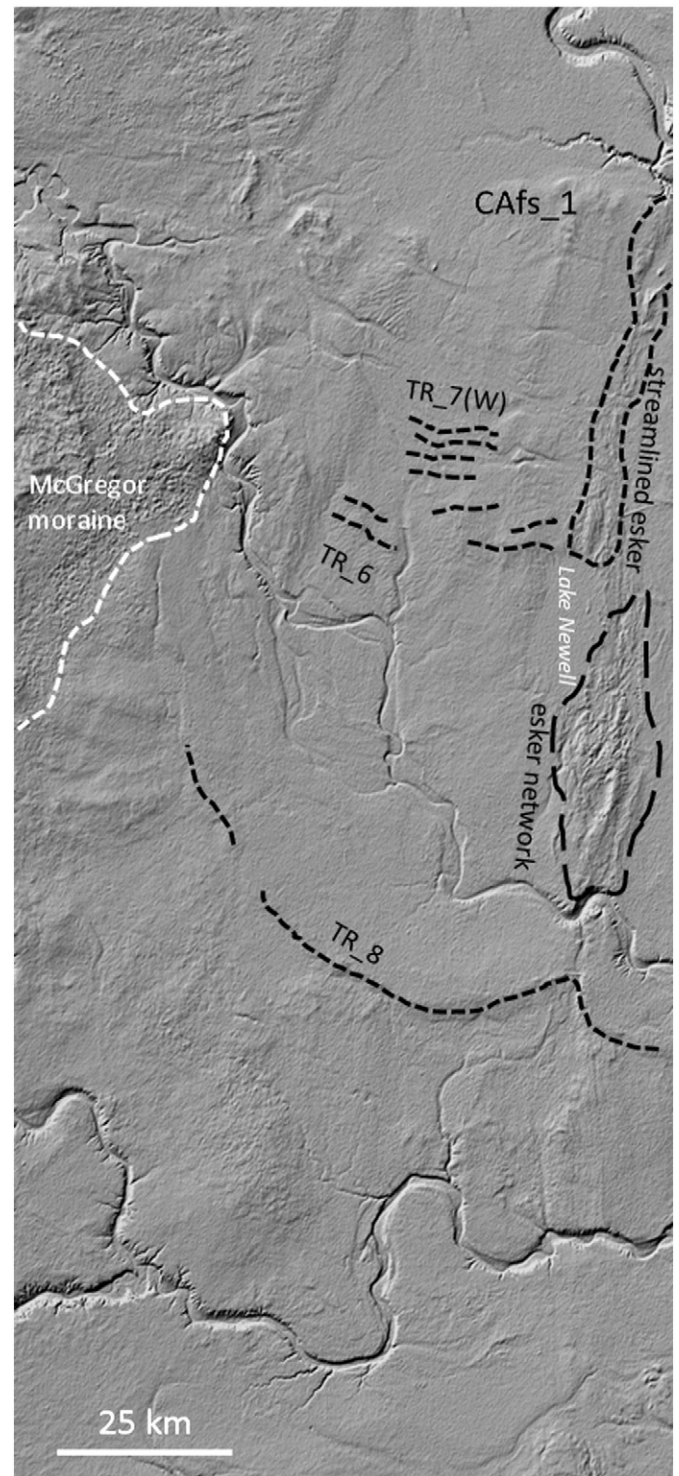 CAfs_1
TR_7(W)
streamlined esker
McGregor
moraine
TR_6
Lake Newell
esker network
TR_8
25 km